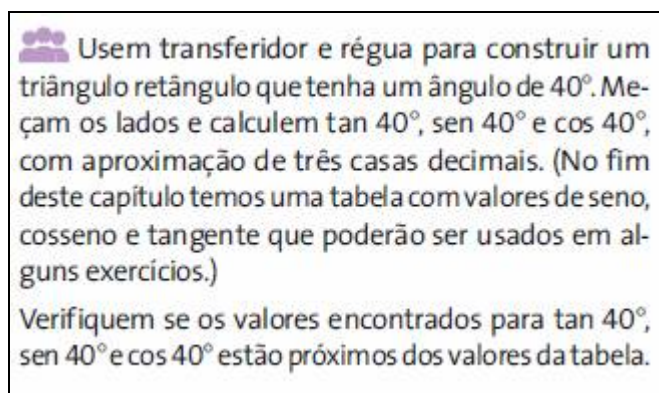 Usem transferidor e régua para construir um
triângulo retângulo que tenha um ângulo de 40°. Me-
çam os lados e calculem tan 40°, sen 40° e cos 40°,
com aproximação de três casas decimais. (No fim
deste capítulo temos uma tabela com valores de seno,
cosseno e tangente que poderão ser usados em al-
guns exercícios.)
Verifiquem se os valores encontrados para tan 40°,
sen 40° e cos 40° estão próximos dos valores da tabela.